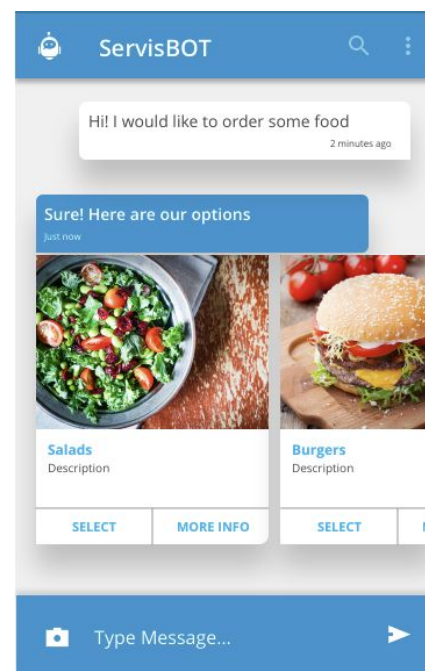 ServisBOT
Hi! I would like to order some food
2 minutes ago
Sure! Here are our options
Just now
Salads
Description
SELECT
MORE INFO
Burgers
Description
SELECT
Type Message...